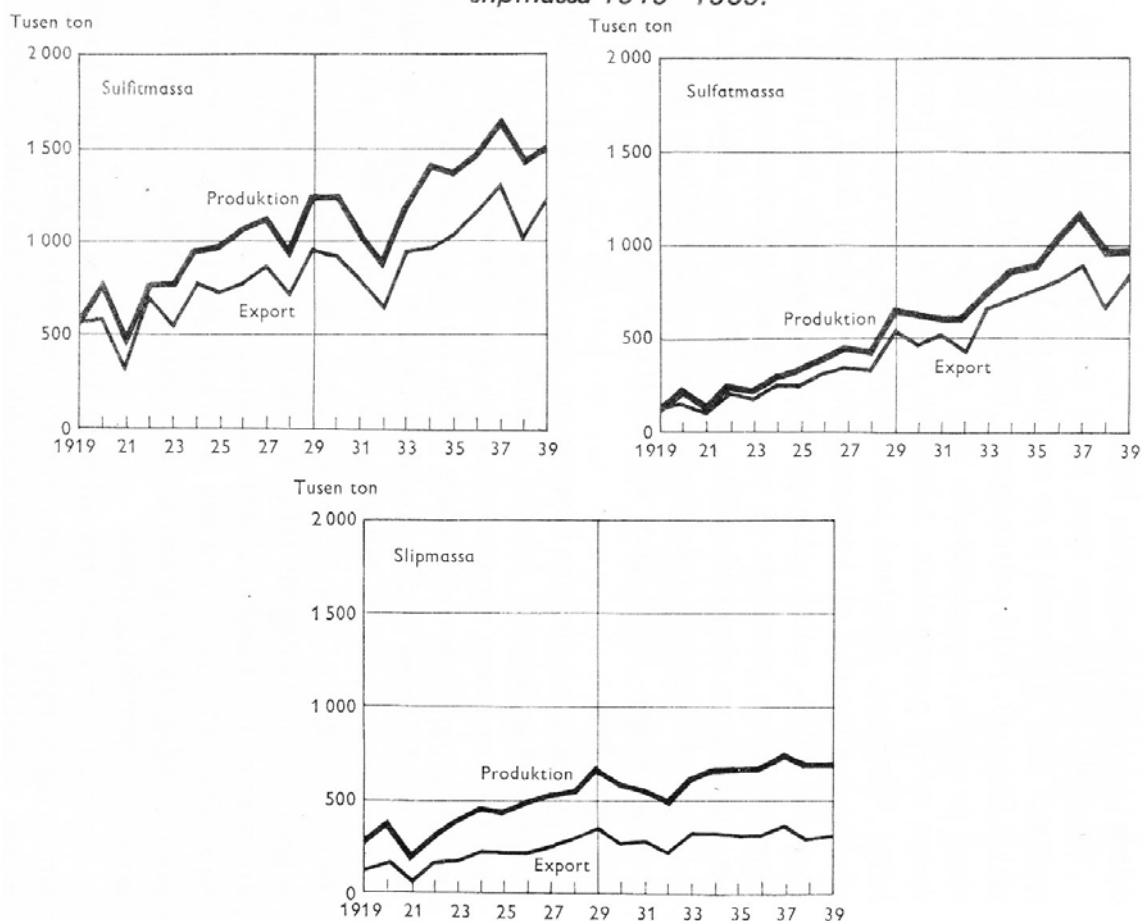 slipmassa 1919–1939.
Tusen ton
2 000
Sulfitmassa
1 500
Produktion
1 000
Export
500
0
1919 21 23 25 27 29 31 33 35 37 39
Tusen ton
2 000
Sulfatmassa
1 500
1 000
Produktion
500
Export
0
1919 21 23 25 27 29 31 33 35 37 39
Tusen ton
2 000
Slipmassa
1 500
1 000
Produktion
500
Export
0
1919 21 23 25 27 29 31 33 35 37 39